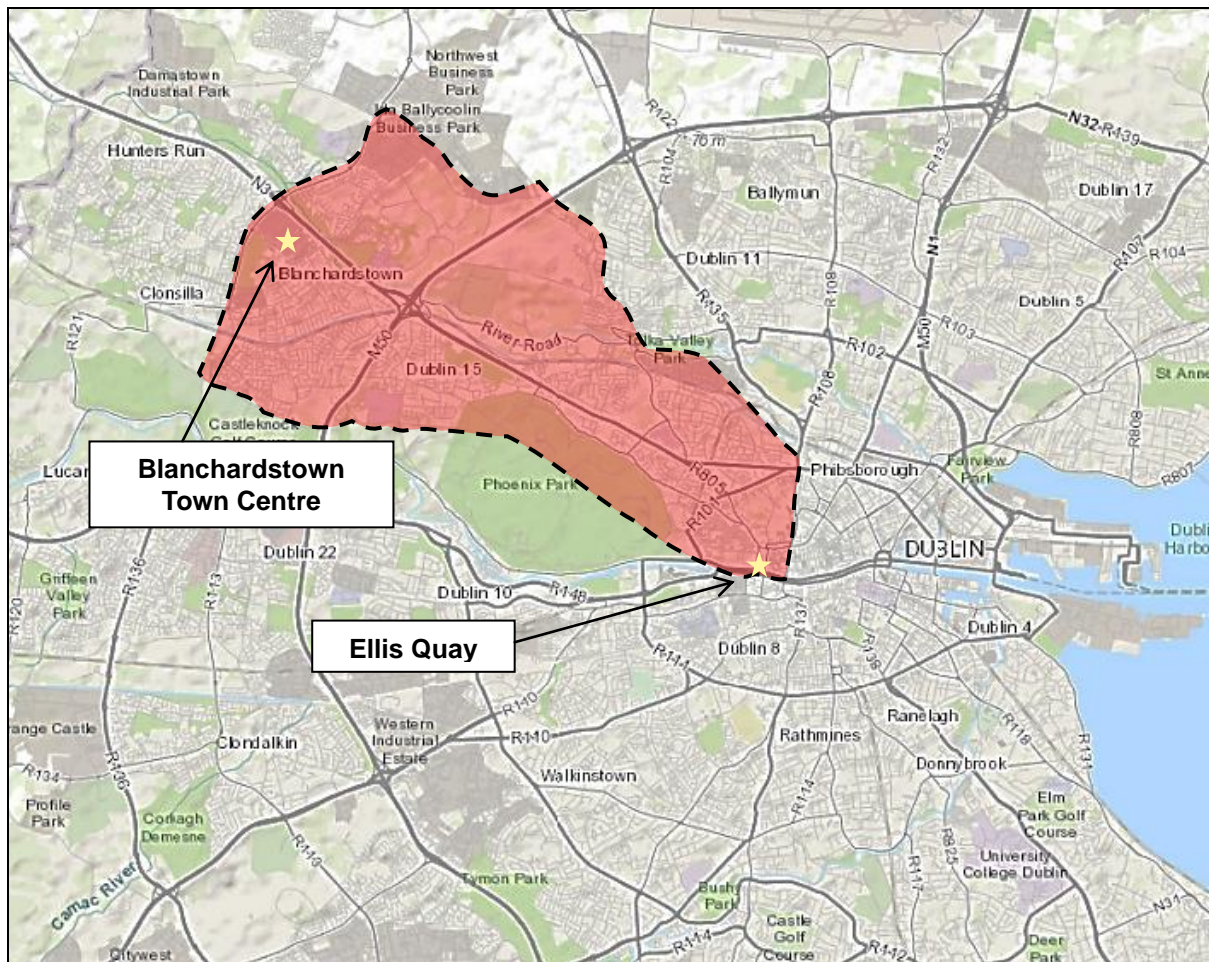 Northwest
Business
Park
Damastown
Industrial Park
Ballycoolin
Business Park
Hunters Run
N3
R122
70 m
R104
R132
N32-R139
Ballymun
Dublin 17
R107
R104
N1
Blanchardstown
Dublin 11
R108
Clonsilla
Dublin 5
R121
R135
R103
M50
M50
River Road
Tolka Valley
Park
R102
Dublin 15
St Anne
R108
R808
Castleknock
Lucan
Blanchardstown
Town Centre
Phibsborough
Fairview
Park
R807
R805
Phoenix Park
R101
Dublin 22
DUBLIN
Dublin
Harbo
Griffeen
Valley
Park
R136
R113
R120
Dublin 10
R148
Ellis Quay
R137
Dublin 8
Dublin 4
R138
R111
R110
Ranelagh
range Castle
Clondalkin
Western
Industrial
Estate
R110
Rathmines
R118
R131
Donnybrook
R134
R136
Walkinstown
R114
Profile
Park
Corkagh
Demesne
Elm
Park Golf
Course
R113
R825
University
College Dublin
Camac River
Tymon Park
R117
Bushy
Park
N31
Castle
Golf
Course
R114
R112
Deer
Park
Citywest